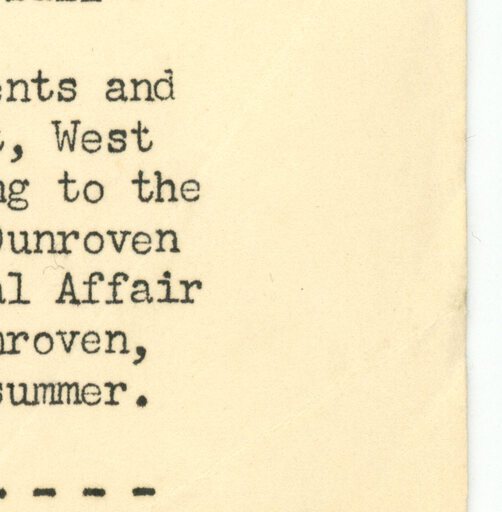 ents and
, West
ng to the
Dunroven
al Affair
nroven,
summer.
- - - -